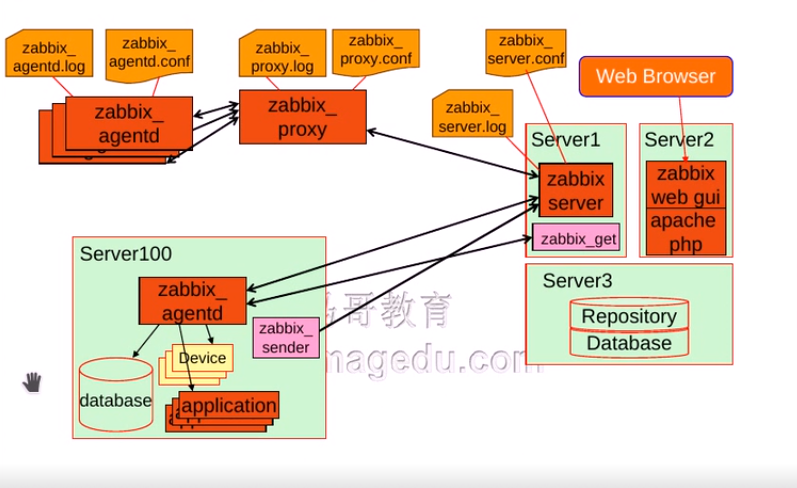 zabbix_
agentd.log
zabbix_
agentd.conf
zabbix_
proxy.log
zabbix_
proxy.conf
zabbix_
server.conf
Web Browser
zabbix_
agentd
zabbix_
proxy
zabbix_
server.log
Server1
Server2
zabbix
server
zabbix
web gui
apache
php
zabbix_get
Server100
zabbix_
agentd
Server3
Repository
Database
zabbix_
sender
哥教育
magedu.com
Device
database
application